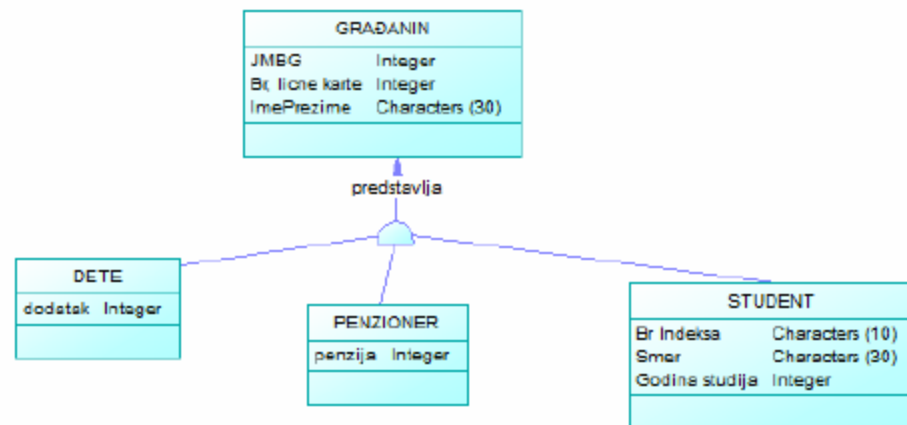 GRAĐANIN
JMBG Integer
Br, licne karte Integer
ImePrezime Characters (30)
predstavlja
DETE
dodatak Integer
PENZIONER
penzija Integer
STUDENT
Br Indeksa Characters (10)
Smer Characters (30)
Godina studija Integer